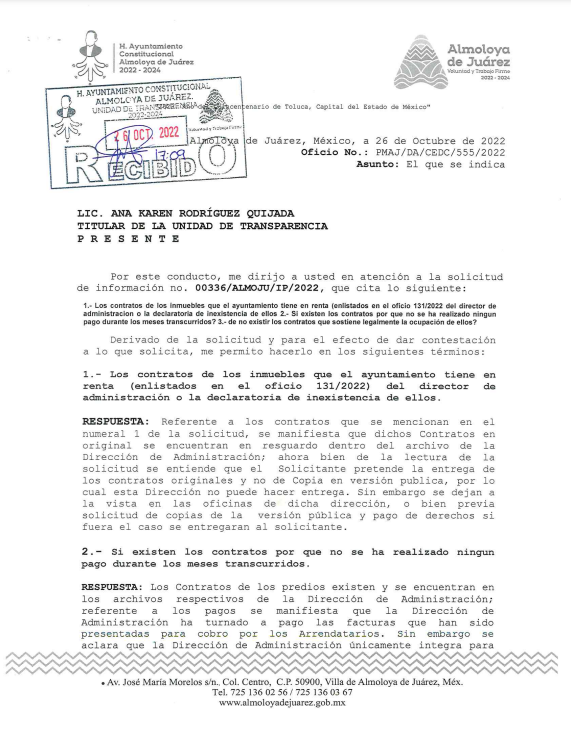 H. Ayuntamiento
Constitucional
Almoloya de Juárez
2022 - 2024
Almoloya
de Juárez
Voluntad y Trabajo Firme
2022 - 2024
H. AYUNTAMIENTO CONSTITUCIONAL
ALMOLOYA DE JUÁREZ.
UNIDAD DE TRANSPARENCIA
2022-2024
26 OCT 2022
Voluntad y Trabajo Firme
17:09
RECIBIDO
centenario de Toluca, Capital del Estado de México"
Almoloya de Juárez, México, a 26 de Octubre de 2022
Oficio No.: PMAJ/DA/CEDC/555/2022
Asunto: El que se indica
LIC. ANA KAREN RODRÍGUEZ QUIJADA
TITULAR DE LA UNIDAD DE TRANSPARENCIA
P R E S E N T E
Por este conducto, me dirijo a usted en atención a la solicitud
de información no. 00336/ALMOJU/IP/2022, que cita lo siguiente:
1.- Los contratos de los inmuebles que el ayuntamiento tiene en renta (enlistados en el oficio 131/2022 del director de
administracion o la declaratoria de inexistencia de ellos 2.- Si existen los contratos por que no se ha realizado ningun
pago durante los meses transcurridos? 3.- de no existir los contratos que sostiene legalmente la ocupación de ellos?
Derivado de la solicitud y para el efecto de dar contestación
a lo que solicita, me permito hacerlo en los siguientes términos:
1.- Los contratos de los inmuebles que el ayuntamiento tiene en
renta (enlistados en el oficio 131/2022) del director de
administración o la declaratoria de inexistencia de ellos.
RESPUESTA: Referente a los contratos que se mencionan en el
numeral 1 de la solicitud, se manifiesta que dichos Contratos en
original se encuentran en resguardo dentro del archivo de la
Dirección de Administración; ahora bien de la lectura de la
solicitud se entiende que el Solicitante pretende la entrega de
los contratos originales y no de Copia en versión publica, por lo
cual esta Dirección no puede hacer entrega. Sin embargo se dejan a
la vista en las oficinas de dicha dirección, o bien previa
solicitud de copias de la versión pública y pago de derechos si
fuera el caso se entregaran al solicitante.
2.- Si existen los contratos por que no se ha realizado ningun
pago durante los meses transcurridos.
RESPUESTA: Los Contratos de los predios existen y se encuentran en
los archivos respectivos de la Dirección de Administración;
referente a los pagos se manifiesta que la Dirección de
Administración ha turnado a pago las facturas que han sido
presentadas para cobro por los Arrendatarios. Sin embargo se
aclara que la Dirección de Administración únicamente integra para
• Av. José María Morelos s/n., Col. Centro, C.P. 50900, Villa de Almoloya de Juárez, Méx.
Tel. 725 136 02 56 / 725 136 03 67
www.almoloyadejuarez.gob.mx